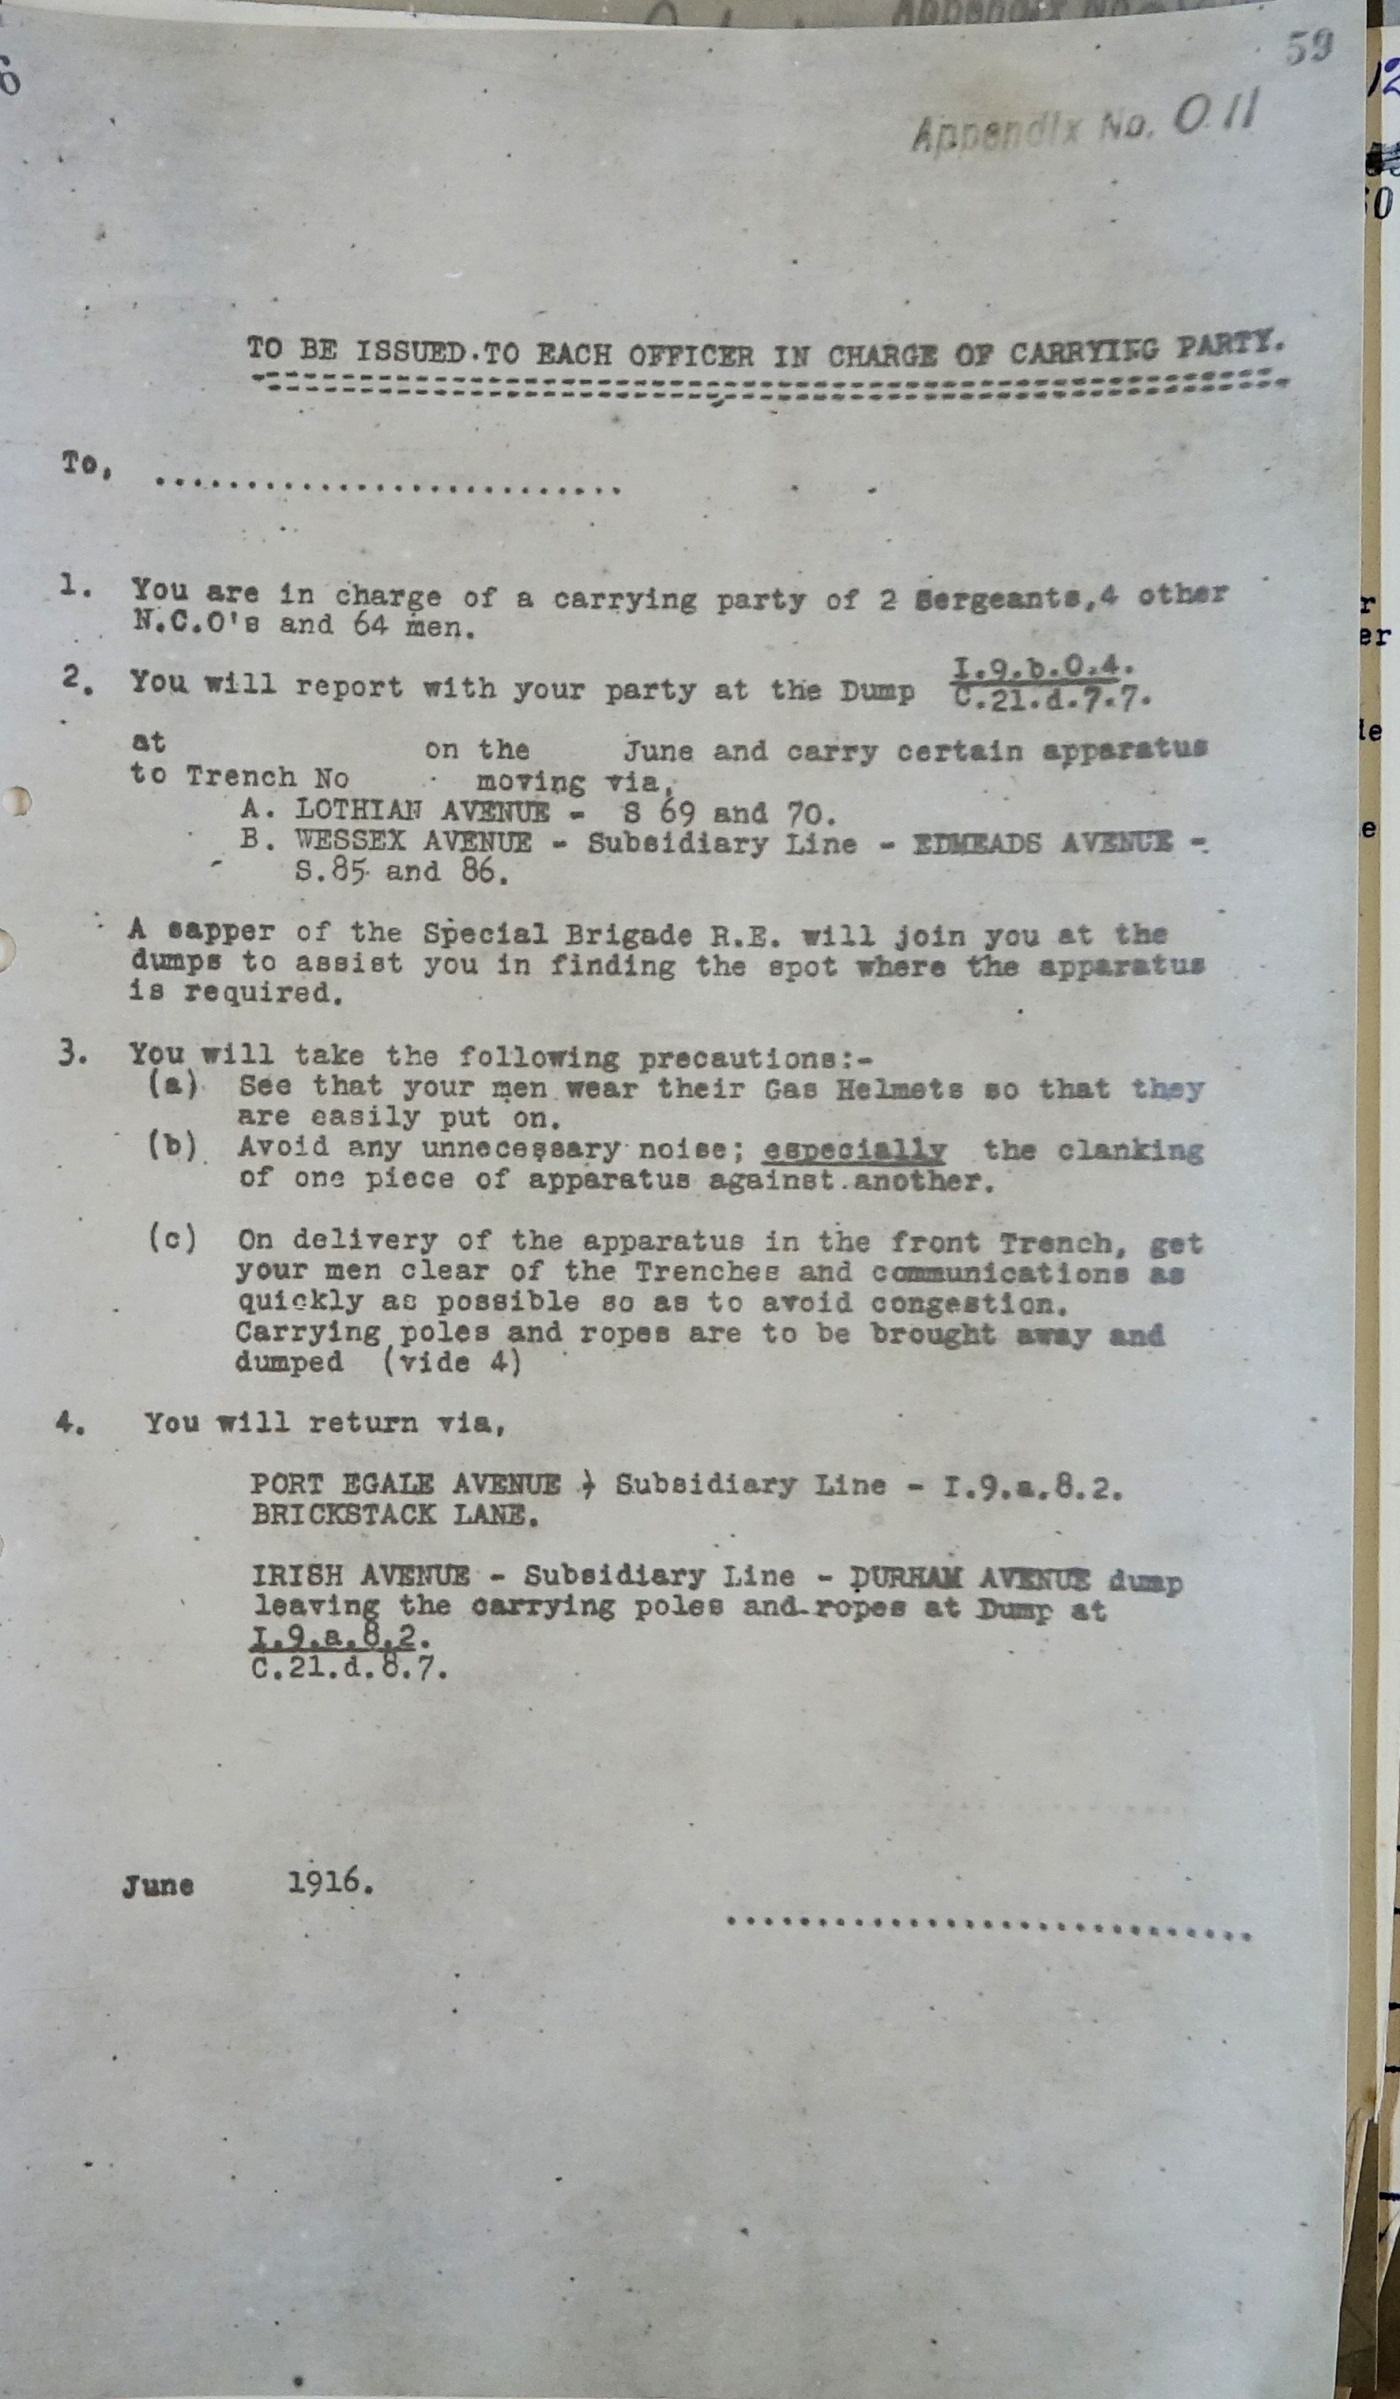 59
Appendix No. O 11
TO BE ISSUED.TO EACH OFFICER IN CHARGE OF CARRYING PARTY.
To, ..........................
1. You are in charge of a carrying party of 2 Sergeants,4 other
N.C.O's and 64 men.
2. You will report with your party at the Dump I.9.b.0.4.
C.21.d.7.7.
at on the June and carry certain apparatus
to Trench No moving via,
A. LOTHIAN AVENUE - S 69 and 70.
B. WESSEX AVENUE - Subsidiary Line - EDMEADS AVENUE -
S.85 and 86.
A sapper of the Special Brigade R.E. will join you at the
dumps to assist you in finding the spot where the apparatus
is required.
3. You will take the following precautions:-
(a) See that your men wear their Gas Helmets so that they
are easily put on.
(b) Avoid any unnecessary noise; especially the clanking
of one piece of apparatus against another.
(c) On delivery of the apparatus in the front Trench, get
your men clear of the Trenches and communications as
quickly as possible so as to avoid congestion.
Carrying poles and ropes are to be brought away and
dumped (vide 4)
4. You will return via,
PORT EGALE AVENUE - Subsidiary Line - I.9.a.8.2.
BRICKSTACK LANE.
IRISH AVENUE - Subsidiary Line - DURHAM AVENUE dump
leaving the carrying poles and ropes at Dump at
I.9.a.8.2.
C.21.d.8.7.
June 1916.
.............................